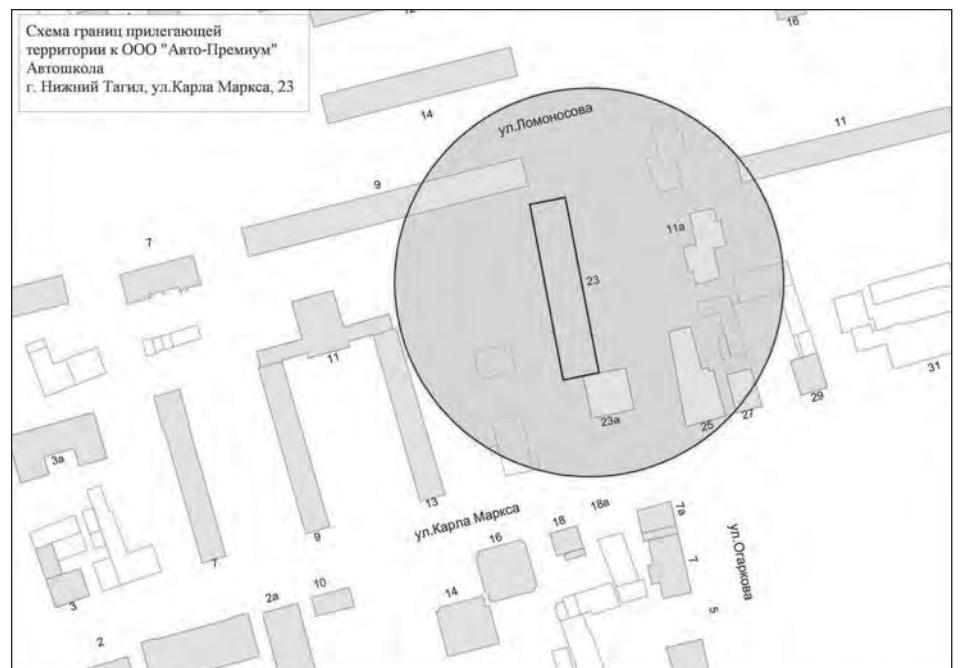 Схема границ прилегающей
территории к ООО "Авто-Премиум"
Автошкола
г. Нижний Тагил, ул.Карла Маркса, 23
12
16
14
ул.Ломоносова
11
9
11а
7
23
11
31
29
27
25
23а
3а
13
ул.Карла Маркса
18
18а
7а
16
9
7
7
ул.Огаркова
3
10
2а
14
5
2